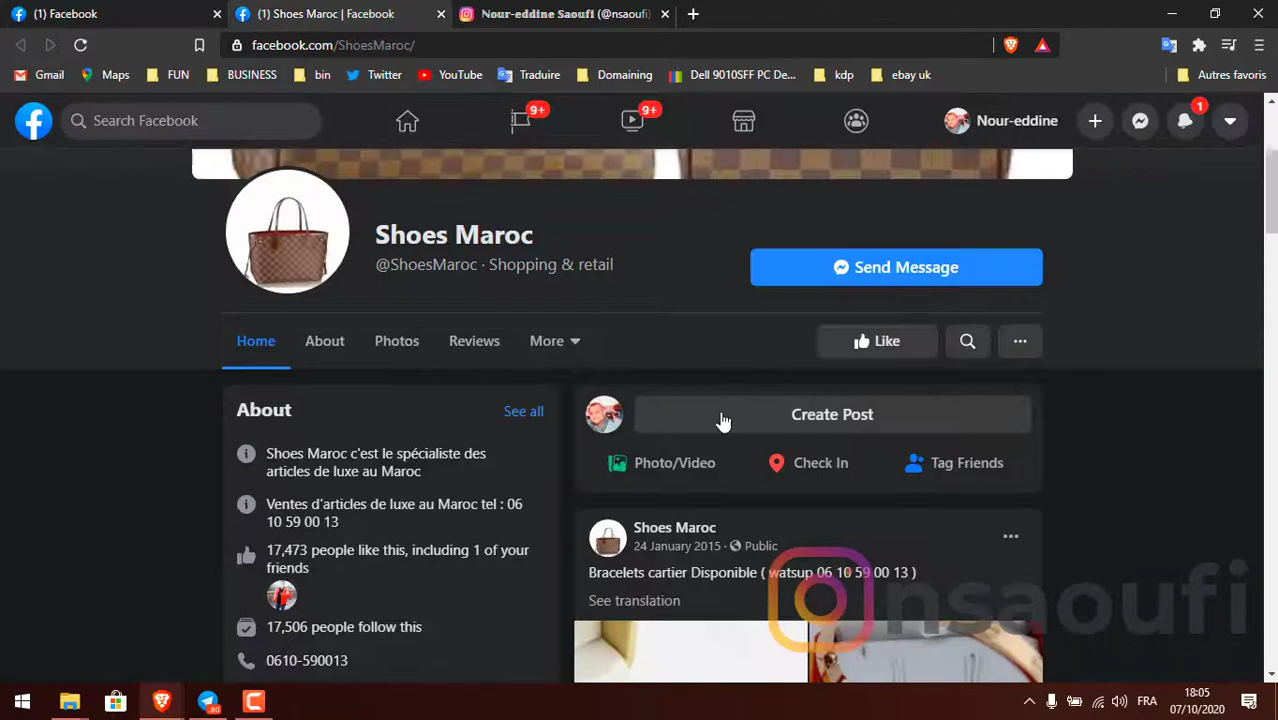 (1) Facebook
(1) Shoes Maroc | Facebook
Nour-eddine Saoufi (@nsaoufi)
facebook.com/ShoesMaroc/
Gmail
Maps
FUN
BUSINESS
bin
Twitter
YouTube
Traduire
Domaining
Dell 9010SFF PC De...
kdp
ebay uk
Autres favoris
Search Facebook
9+
9+
Nour-eddine
1
Shoes Maroc
@ShoesMaroc · Shopping & retail
Send Message
Home
About
Photos
Reviews
More
Like
About
See all
Shoes Maroc c'est le spécialiste des
articles de luxe au Maroc
Ventes d'articles de luxe au Maroc tel : 06
10 59 00 13
17,473 people like this, including 1 of your
friends
17,506 people follow this
0610-590013
Create Post
Photo/Video
Check In
Tag Friends
Shoes Maroc
24 January 2015 · Public
Bracelets cartier Disponible ( watsup 06 10 59 00 13 )
See translation
nsaoufi
80
FRA
18:05
07/10/2020